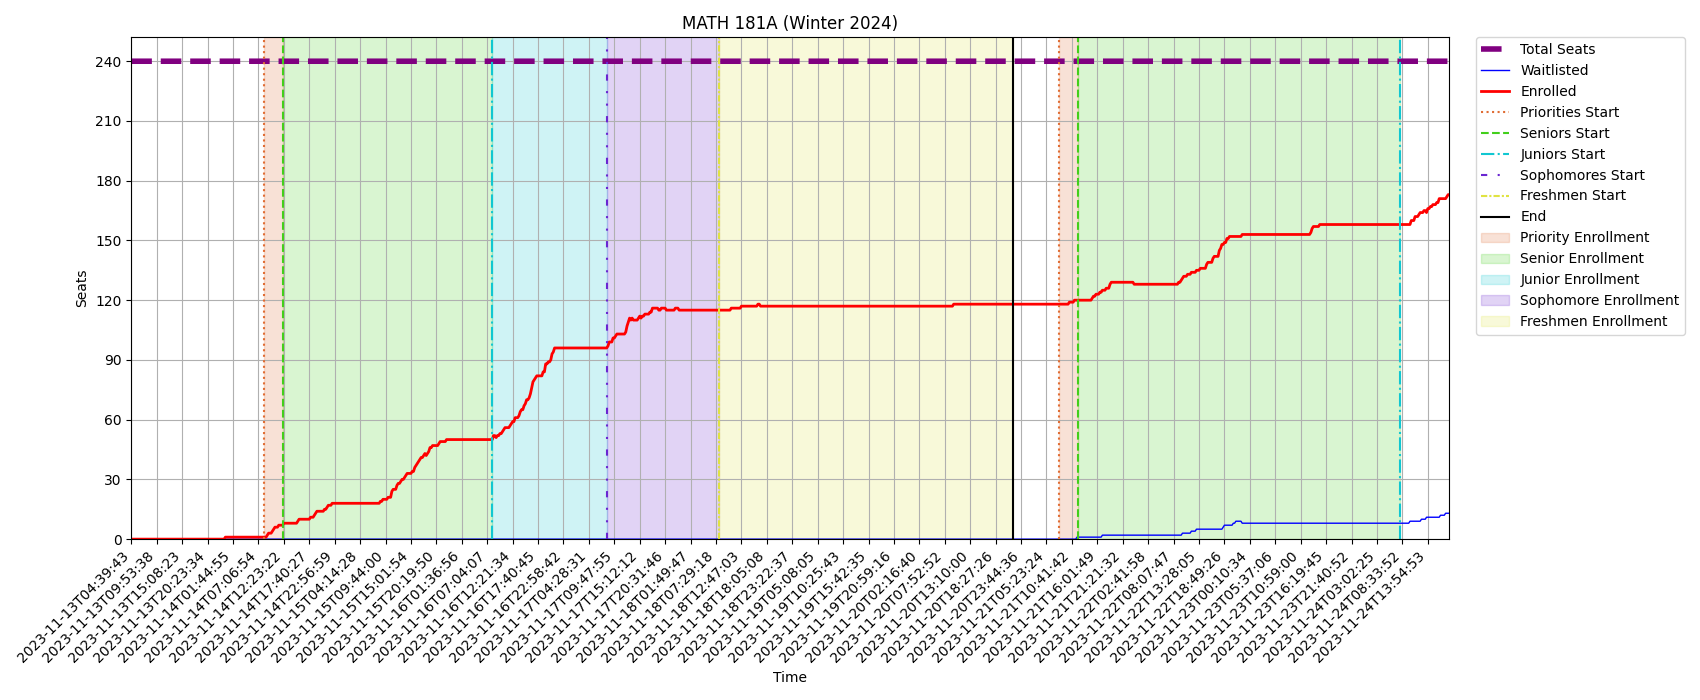 MATH 181A (Winter 2024)
Seats
240
210
180
150
120
90
60
30
0
2023-11-13T04:39:43
2023-11-13T09:53:38
2023-11-13T15:08:23
2023-11-13T20:23:34
2023-11-14T01:44:55
2023-11-14T07:06:54
2023-11-14T12:23:22
2023-11-14T17:40:27
2023-11-14T22:56:59
2023-11-15T04:14:28
2023-11-15T09:44:00
2023-11-15T15:01:54
2023-11-15T20:19:50
2023-11-16T01:36:56
2023-11-16T07:04:07
2023-11-16T12:21:34
2023-11-16T17:40:45
2023-11-16T22:58:42
2023-11-17T04:28:31
2023-11-17T09:47:55
2023-11-17T15:12:12
2023-11-17T20:31:46
2023-11-18T01:49:47
2023-11-18T07:29:18
2023-11-18T12:47:03
2023-11-18T18:05:08
2023-11-18T23:22:37
2023-11-19T05:08:05
2023-11-19T10:25:43
2023-11-19T15:42:35
2023-11-19T20:59:16
2023-11-20T02:16:40
2023-11-20T07:52:52
2023-11-20T13:10:00
2023-11-20T18:27:26
2023-11-20T23:44:36
2023-11-21T05:23:24
2023-11-21T10:41:42
2023-11-21T16:01:49
2023-11-21T21:21:32
2023-11-22T02:41:58
2023-11-22T08:07:47
2023-11-22T13:28:05
2023-11-22T18:49:26
2023-11-23T00:10:34
2023-11-23T05:37:06
2023-11-23T10:59:00
2023-11-23T16:19:45
2023-11-23T21:40:52
2023-11-24T03:02:25
2023-11-24T08:33:52
2023-11-24T13:54:53
Time
Total Seats
Waitlisted
Enrolled
Priorities Start
Seniors Start
Juniors Start
Sophomores Start
Freshmen Start
End
Priority Enrollment
Senior Enrollment
Junior Enrollment
Sophomore Enrollment
Freshmen Enrollment